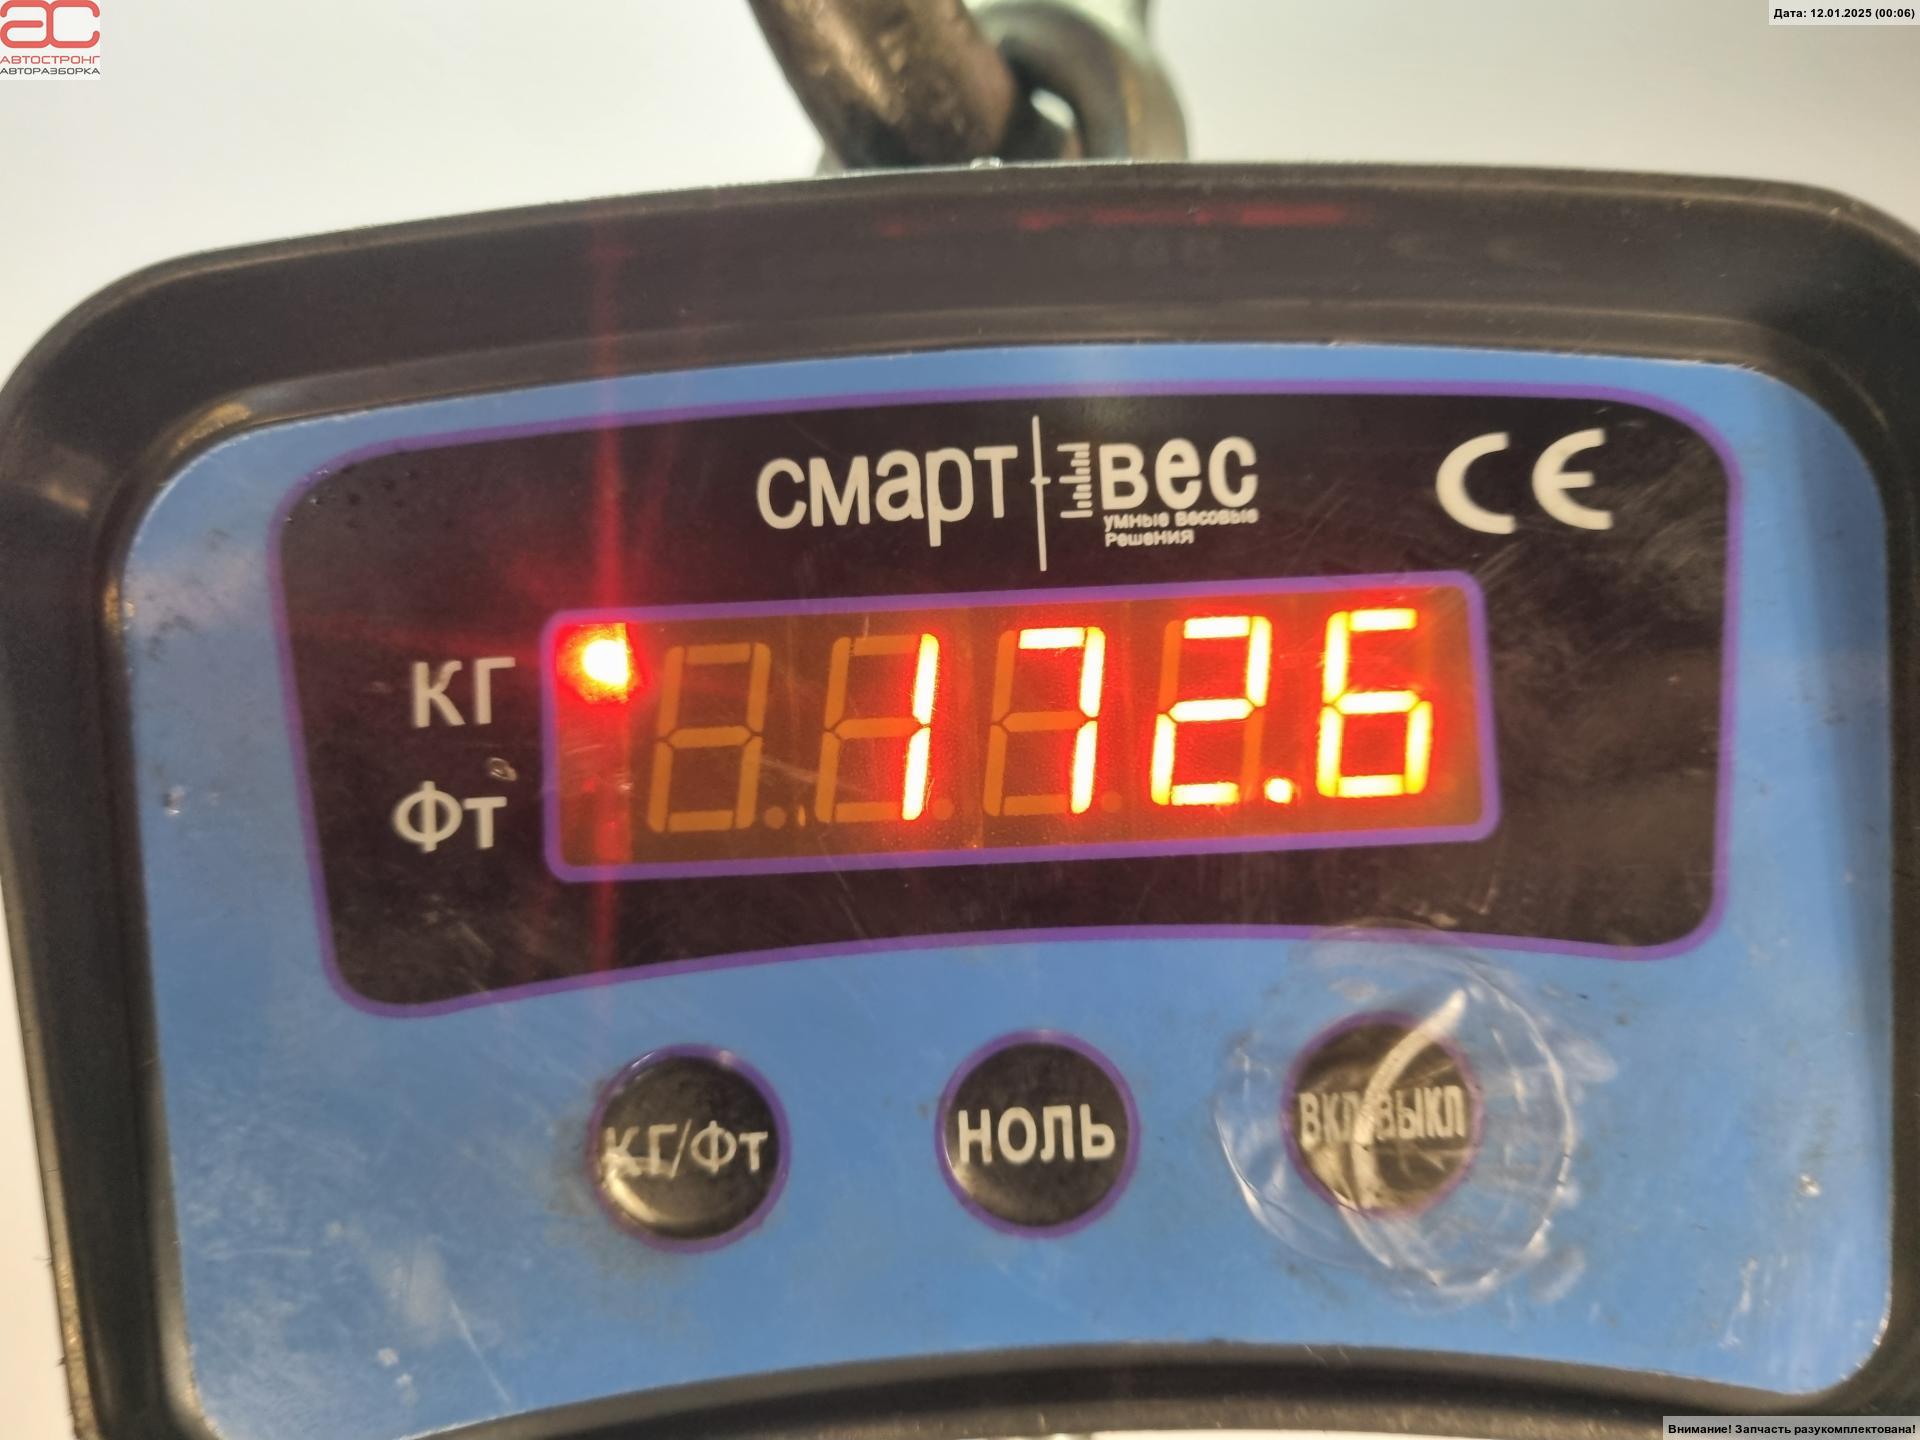 Дата: 12.01.2025 (00:06)
ac
АВТОСТРОНГ
АВТОРАЗБОРКА
смарт вес
умные весовые
решения
CE
КГ
Фт
172.6
КГ/Фт
НОЛЬ
ВКЛ/ВЫКЛ
Внимание! Запчасть разукомплектована!